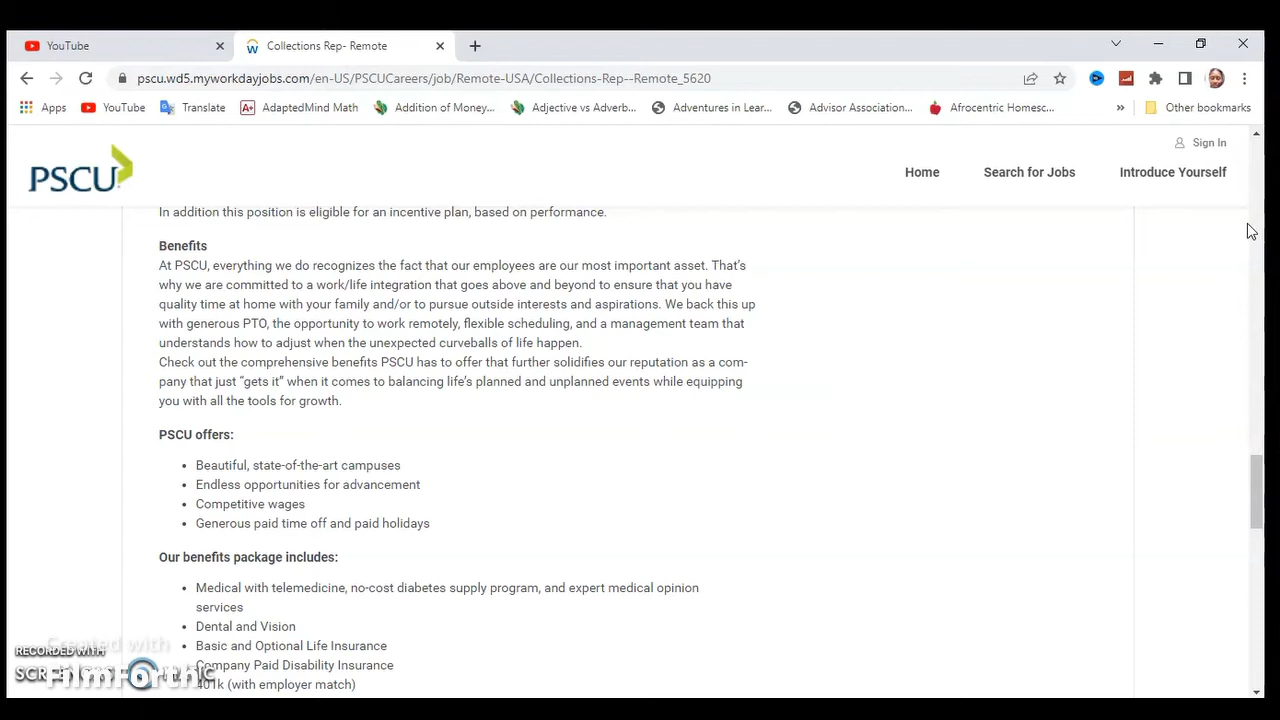 YouTube
Collections Rep- Remote
pscu.wd5.myworkdayjobs.com/en-US/PSCUCareers/job/Remote-USA/Collections-Rep--Remote_5620
Apps YouTube Translate A+ AdaptedMind Math Addition of Money... Adjective vs Adverb... Adventures in Lear... Advisor Association... Afrocentric Homesc... » Other bookmarks
Sign In
PSCU
Home Search for Jobs Introduce Yourself
In addition this position is eligible for an incentive plan, based on performance.
Benefits
At PSCU, everything we do recognizes the fact that our employees are our most important asset. That’s
why we are committed to a work/life integration that goes above and beyond to ensure that you have
quality time at home with your family and/or to pursue outside interests and aspirations. We back this up
with generous PTO, the opportunity to work remotely, flexible scheduling, and a management team that
understands how to adjust when the unexpected curveballs of life happen.
Check out the comprehensive benefits PSCU has to offer that further solidifies our reputation as a com-
pany that just “gets it” when it comes to balancing life’s planned and unplanned events while equipping
you with all the tools for growth.
PSCU offers:
• Beautiful, state-of-the-art campuses
• Endless opportunities for advancement
• Competitive wages
• Generous paid time off and paid holidays
Our benefits package includes:
• Medical with telemedicine, no-cost diabetes supply program, and expert medical opinion
services
• Dental and Vision
• Basic and Optional Life Insurance
Company Paid Disability Insurance
401k (with employer match)
Created with
RECORDED WITH